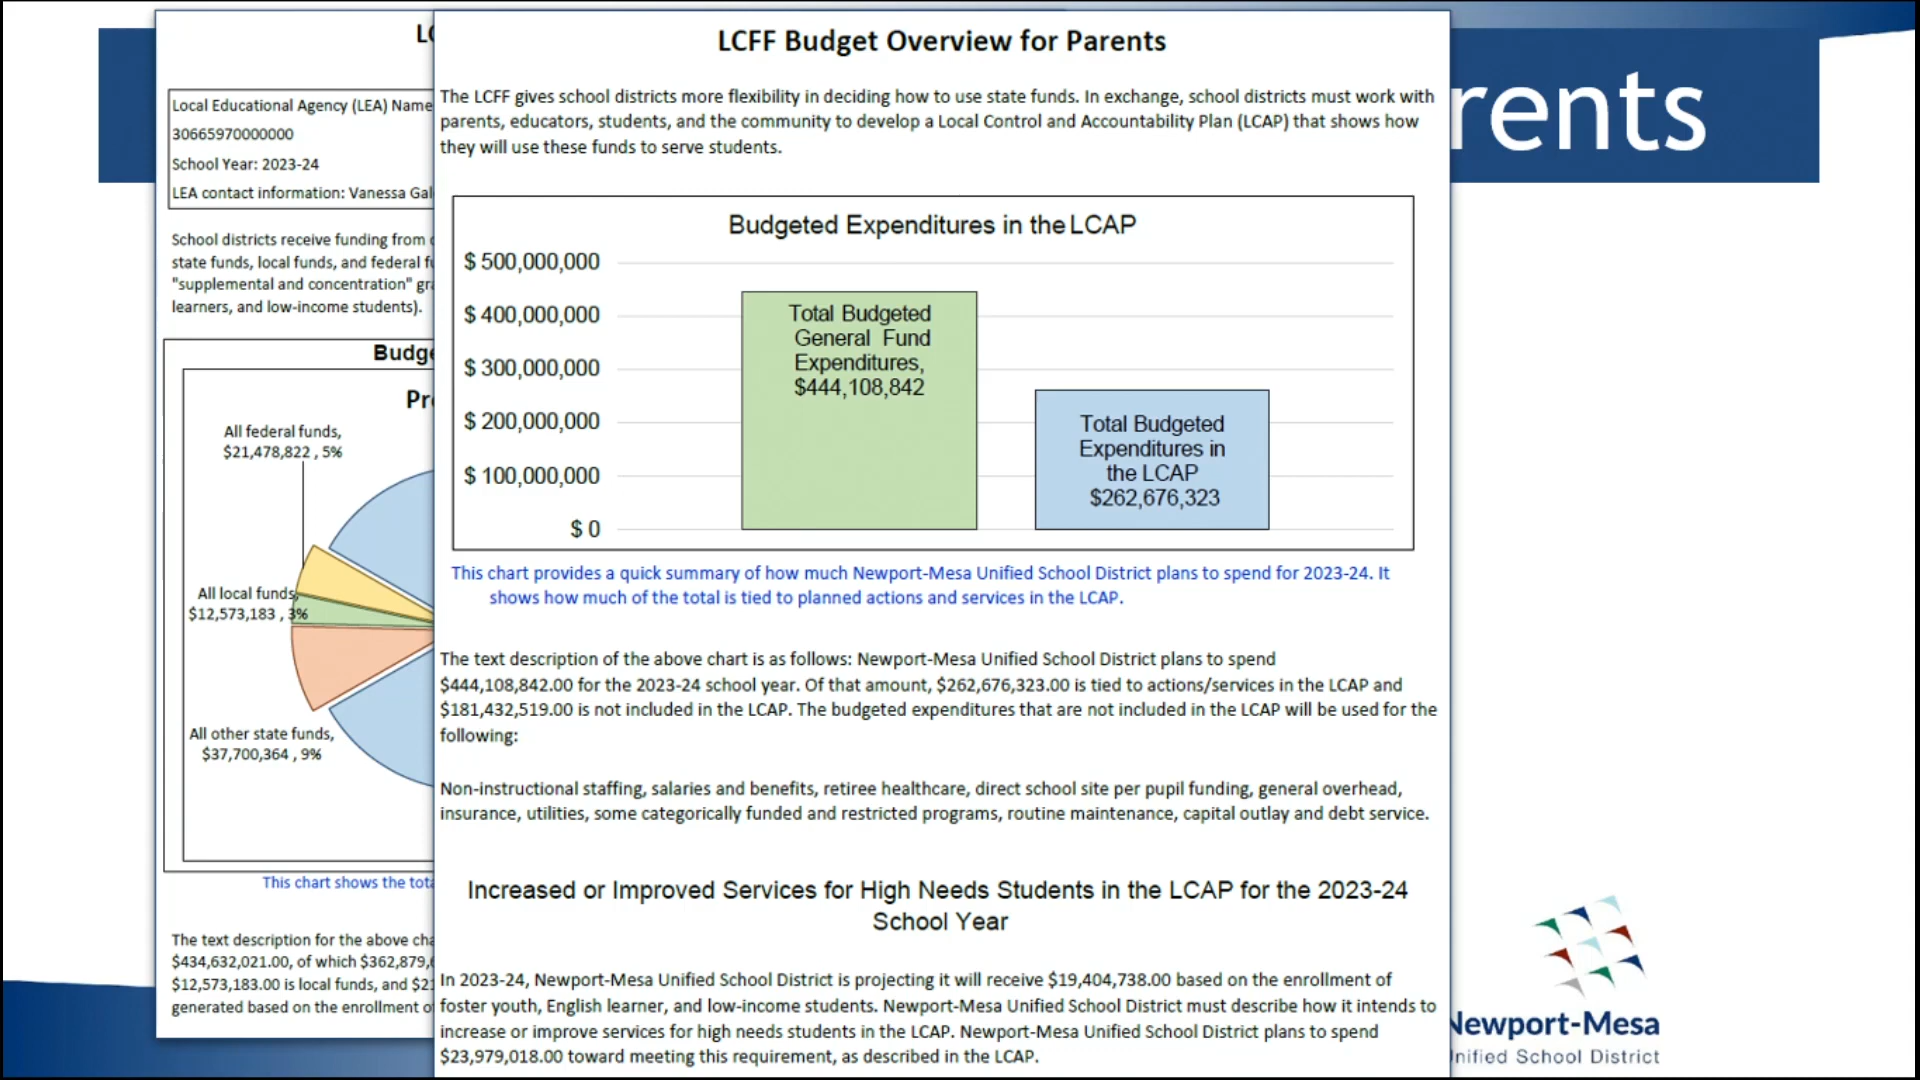 rents
Local Educational Agency (LEA) Name
30665970000000
School Year: 2023-24
LEA contact information: Vanessa Gal
School districts receive funding from
state funds, local funds, and federal
"supplemental and concentration"
learners, and low-income students).
Budge
All federal funds,
$21,478,822 , 5%
All local funds,
$12,573,183 , 3%
All other state funds,
$37,700,364 , 9%
This chart shows the tota
The text description for the above cha
$434,632,021.00, of which $362,879,
$12,573,183.00 is local funds, and $2
generated based on the enrollment
LCFF Budget Overview for Parents
The LCFF gives school districts more flexibility in deciding how to use state funds. In exchange, school districts must work with
parents, educators, students, and the community to develop a Local Control and Accountability Plan (LCAP) that shows how
they will use these funds to serve students.
Budgeted Expenditures in the LCAP
$ 500,000,000
$ 400,000,000
$ 300,000,000
$ 200,000,000
$ 100,000,000
$ 0
Total Budgeted
General Fund
Expenditures,
$444,108,842
Total Budgeted
Expenditures in
the LCAP
$262,676,323
This chart provides a quick summary of how much Newport-Mesa Unified School District plans to spend for 2023-24. It
shows how much of the total is tied to planned actions and services in the LCAP.
The text description of the above chart is as follows: Newport-Mesa Unified School District plans to spend
$444,108,842.00 for the 2023-24 school year. Of that amount, $262,676,323.00 is tied to actions/services in the LCAP and
$181,432,519.00 is not included in the LCAP. The budgeted expenditures that are not included in the LCAP will be used for the
following:
Non-instructional staffing, salaries and benefits, retiree healthcare, direct school site per pupil funding, general overhead,
insurance, utilities, some categorically funded and restricted programs, routine maintenance, capital outlay and debt service.
Increased or Improved Services for High Needs Students in the LCAP for the 2023-24
School Year
In 2023-24, Newport-Mesa Unified School District is projecting it will receive $19,404,738.00 based on the enrollment of
foster youth, English learner, and low-income students. Newport-Mesa Unified School District must describe how it intends to
increase or improve services for high needs students in the LCAP. Newport-Mesa Unified School District plans to spend
$23,979,018.00 toward meeting this requirement, as described in the LCAP.
Newport-Mesa
Unified School District